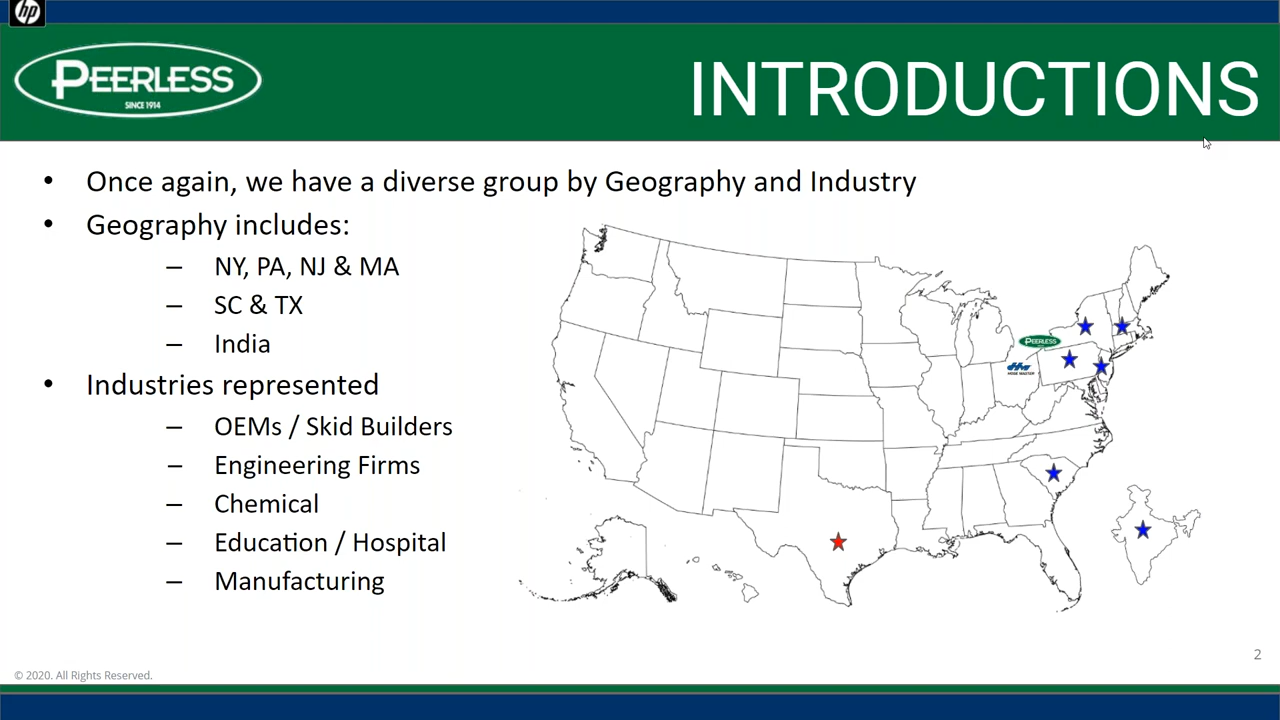 hp
PEERLESS
SINCE 1914
INTRODUCTIONS
• Once again, we have a diverse group by Geography and Industry
• Geography includes:
– NY, PA, NJ & MA
– SC & TX
– India
• Industries represented
– OEMs / Skid Builders
– Engineering Firms
– Chemical
– Education / Hospital
– Manufacturing
PEERLESS
2
© 2020. All Rights Reserved.